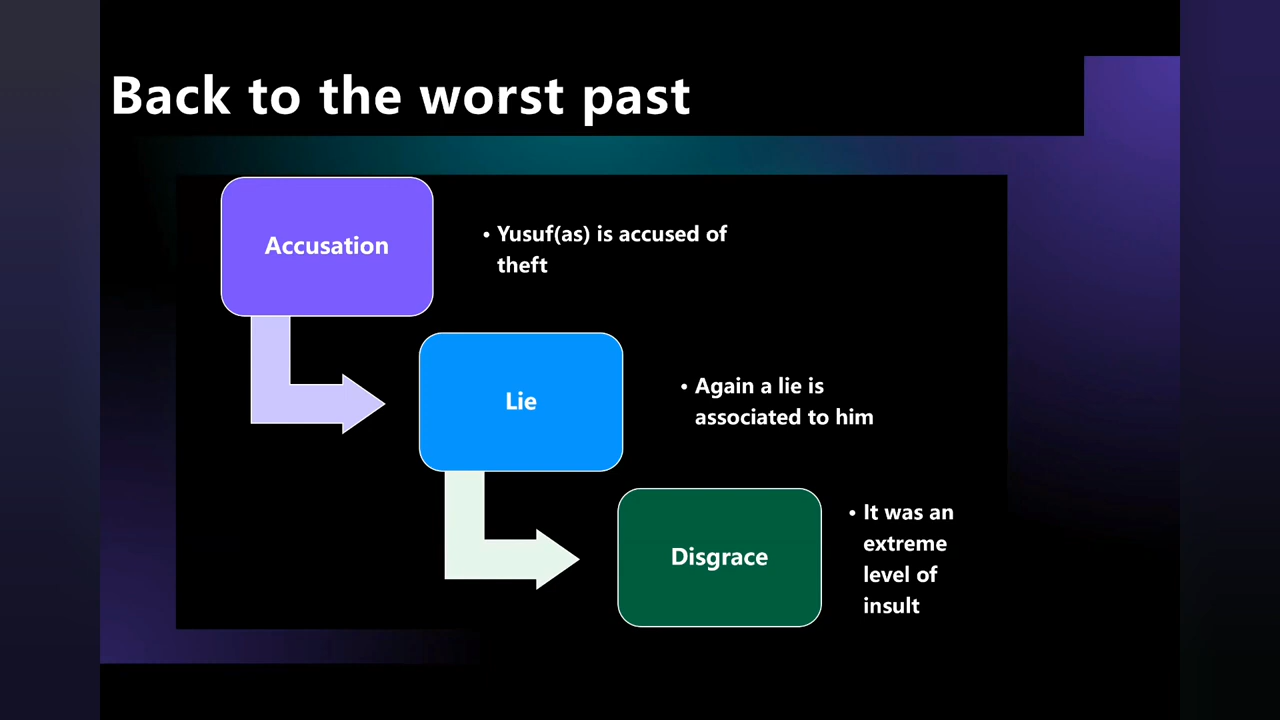 Back to the worst past
Accusation
• Yusuf(as) is accused of
theft
Lie
• Again a lie is
associated to him
Disgrace
• It was an
extreme
level of
insult